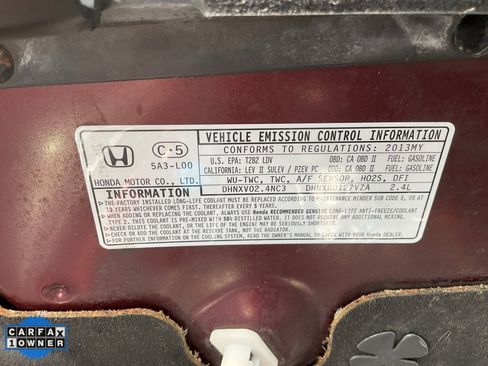 C-5
5A3-L00
HONDA MOTOR CO., LTD.
VEHICLE EMISSION CONTROL INFORMATION
CONFORMS TO REGULATIONS: 2013MY
U.S. EPA: T2B2 LDV OBD: CA OBD II FUEL: GASOLINE
CALIFORNIA: LEV II SULEV / PZEV PC OBD: CA OBD II FUEL: GASOLINE
WU-TWC, TWC, A/F SENSOR, HO2S, DFI
INFORMATION DHNXV02.4NC3 DHNXR0127VZA 2.4L
▶THE FACTORY INSTALLED LONG-LIFE COOLANT MUST BE REPLACED ACCORDING TO MAINTENANCE MINDER SUB CODE 5, OR AT
10 YEARS WHICHEVER COMES FIRST. THEREAFTER EVERY 5 YEARS.
▶WHEN ADDING OR REPLACING THE COOLANT, ALWAYS USE Honda RECOMMENDED GENUINE LONG-LIFE ANTI-FREEZE/COOLANT
TYPE 2. THIS COOLANT IS PRE-MIXED WITH 50% DISTILLED WATER. IT DOES NOT REQUIRE ANY ADDITIONAL MIXING.
▶NEVER DILUTE THE COOLANT, OR THE LIFE OF THE ENGINE MAY BE SERIOUSLY SHORTENED.
▶CHECK OR ADD COOLANT AT THE RESERVE TANK, NOT THE RADIATOR.
▶FOR FURTHER INFORMATION ON THE COOLING SYSTEM, READ THE OWNER'S MANUAL OR CHECK WITH YOUR Honda DEALER.
CARFAX
1 OWNER